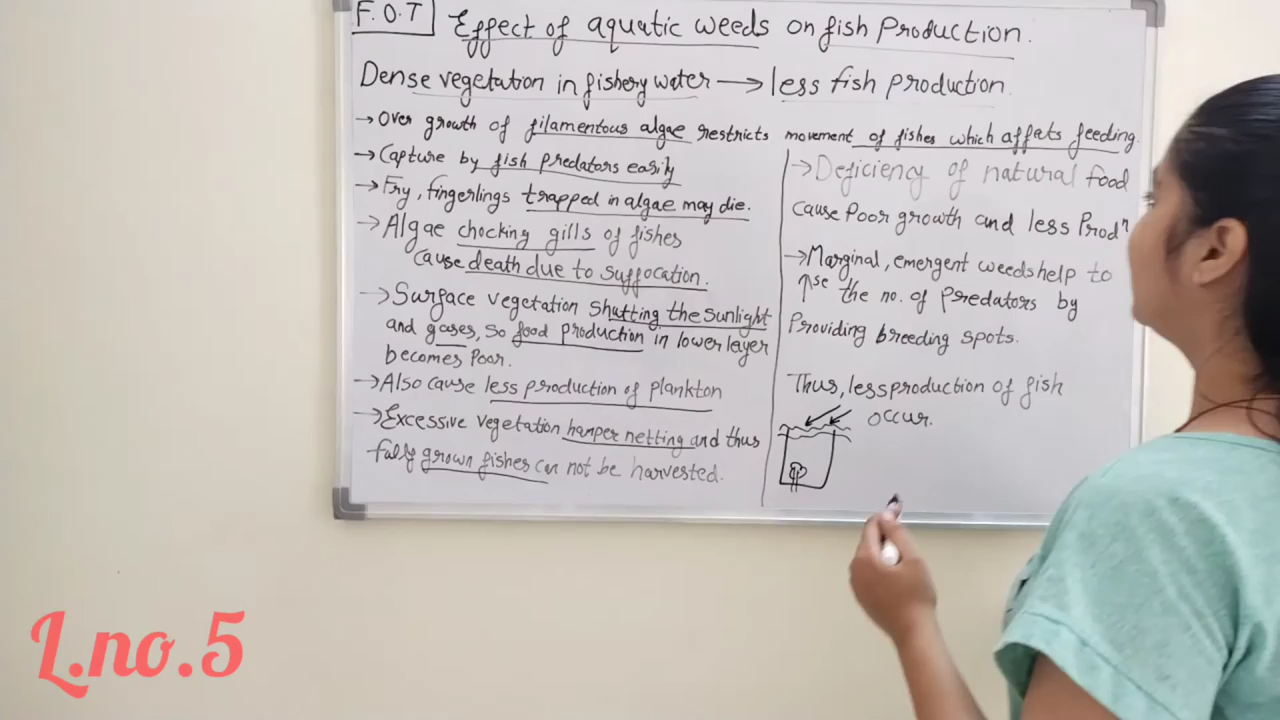 F.O.T
Effect of aquatic weeds on fish Production.
Dense vegetation in fishery water → less fish production.
→ Over growth of filamentous algae restricts movement of fishes which affats feeding.
→ Capture by fish predators easily
→ Fry, fingerlings trapped in algae may die.
→ Algae chocking gills of fishes
cause death due to suffocation.
→ Surface vegetation shutting the sunlight
and gases, so food production in lower layer
becomes Poor.
→ Also cause less production of plankton
→ Excessive vegetation hamper netting and thus
fully grown fishes can not be harvested.
→ Deficiency of natural food
cause Poor growth and less Prodⁿ
→ Marginal, emergent weeds help to
↑se the no. of predators by
Providing breeding spots.
Thus, less production of fish
occur.
L.no.5